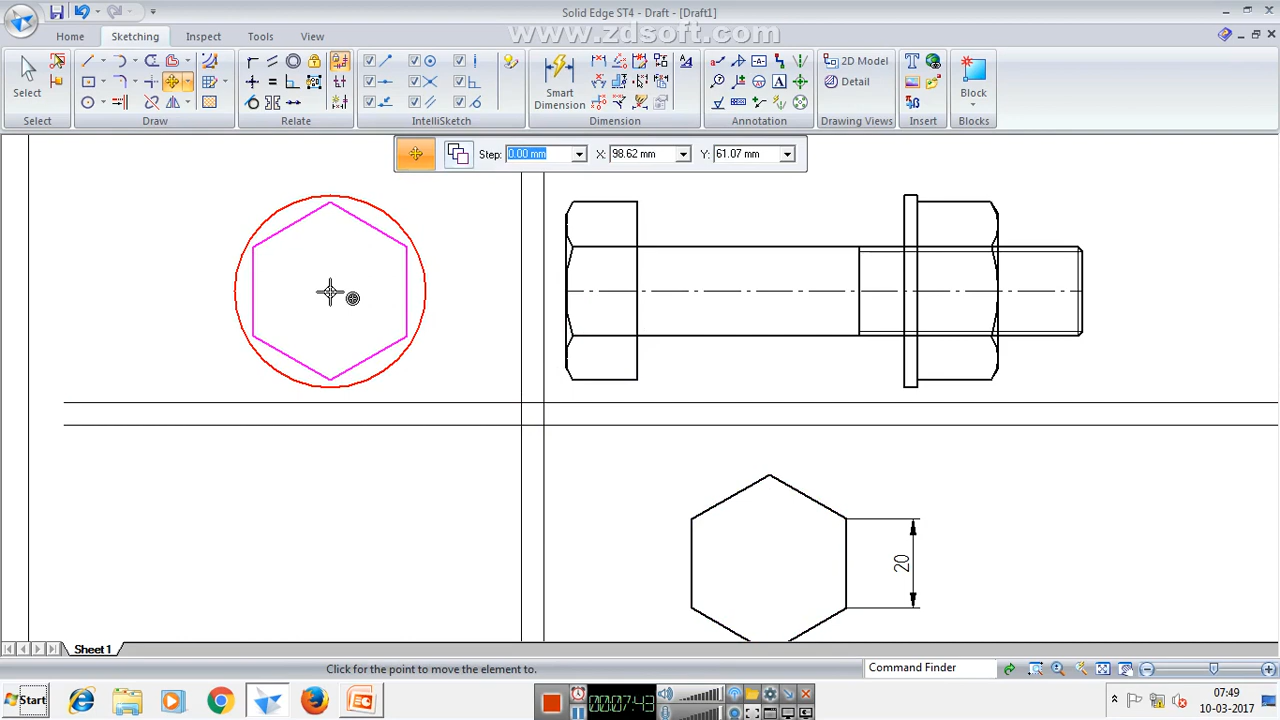 Solid Edge ST4 - Draft - [Draft1]
www.zdsoft.com
Home
Sketching
Inspect
Tools
View
Select
Smart
Dimension
2D Model
Detail
Block
Select
Draw
Relate
IntelliSketch
Dimension
Annotation
Drawing Views
Insert
Blocks
Step: 0.00 mm
X: 98.62 mm
Y: 61.07 mm
20
Sheet 1
Click for the point to move the element to.
Command Finder
Start
00:07:43
07:49
10-03-2017